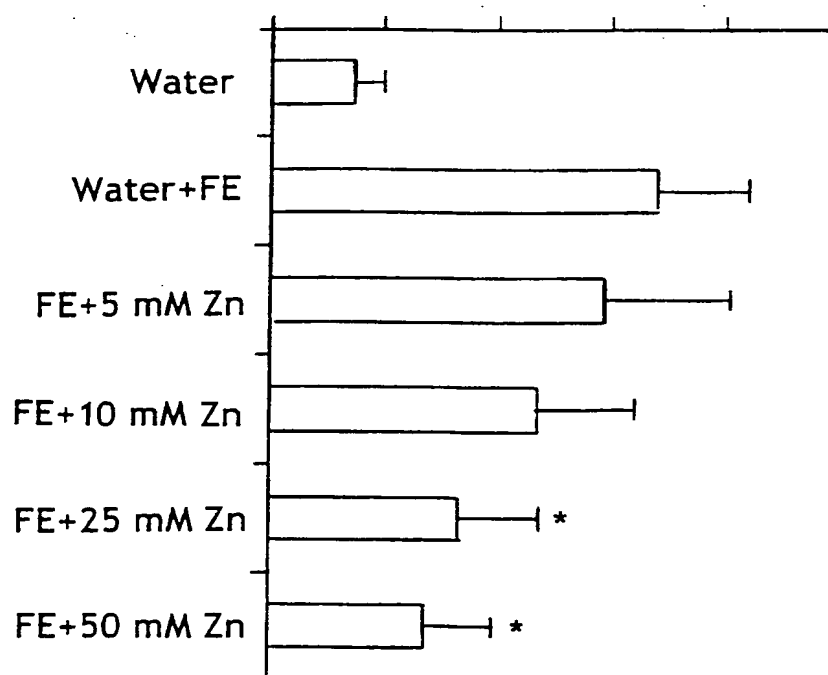 Water
Water+FE
FE+5 mM Zn
FE+10 mM Zn
FE+25 mM Zn *
FE+50 mM Zn *